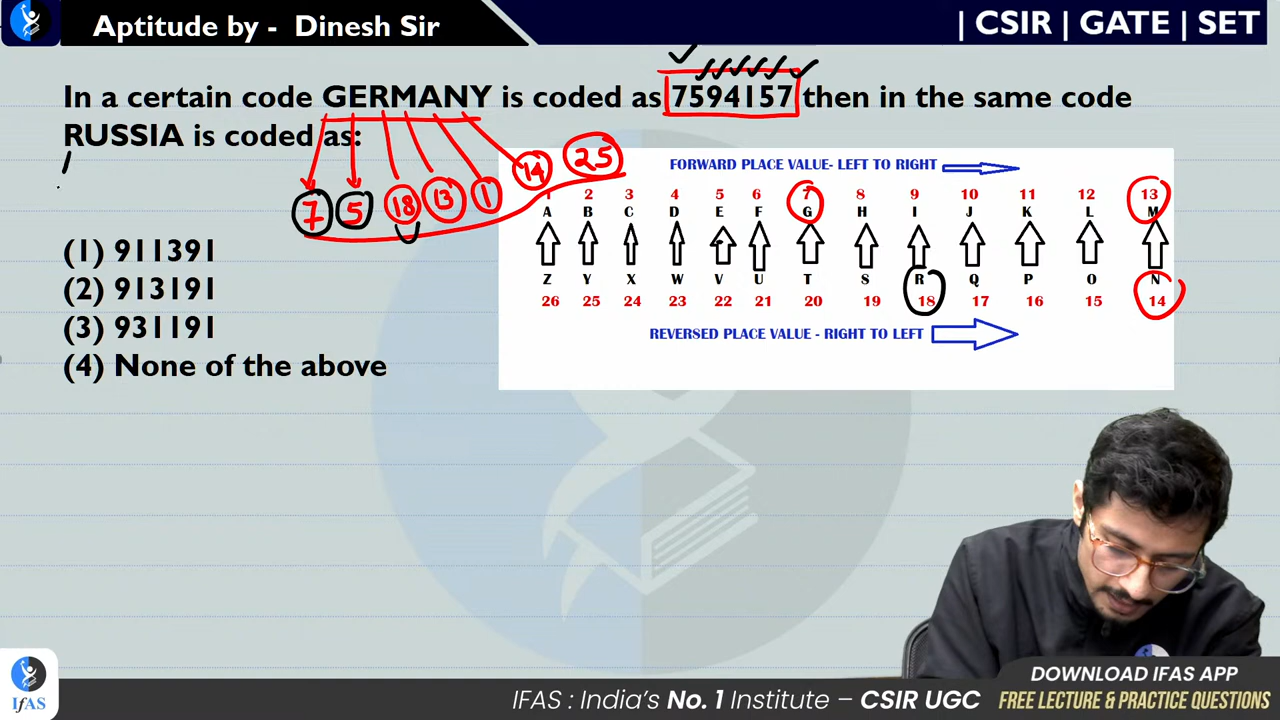 Aptitude by - Dinesh Sir
| CSIR | GATE | SET
In a certain code GERMANY is coded as 7594157 then in the same code
RUSSIA is coded as:
7 5 18 13 1 14 25
(1) 911391
(2) 913191
(3) 931191
(4) None of the above
FORWARD PLACE VALUE- LEFT TO RIGHT
1 2 3 4 5 6 7 8 9 10 11 12 13
A B C D E F G H I J K L M
Z Y X W V U T S R Q P O N
26 25 24 23 22 21 20 19 18 17 16 15 14
REVERSED PLACE VALUE - RIGHT TO LEFT
DOWNLOAD IFAS APP
IFAS : India's No. 1 Institute – CSIR UGC
FREE LECTURE & PRACTICE QUESTIONS
IfAS